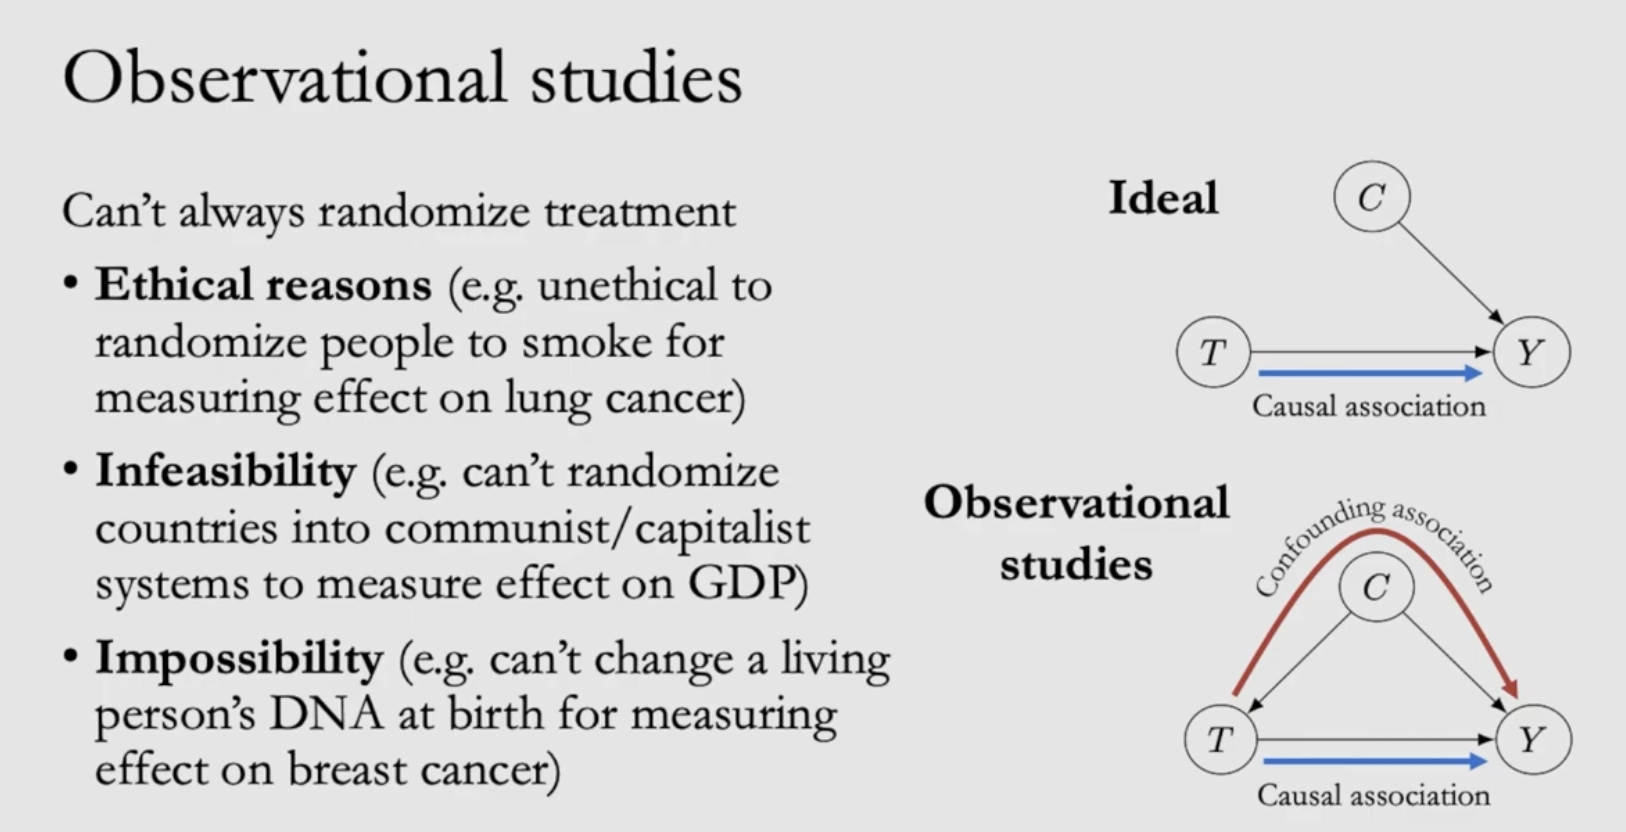 Observational studies
Can't always randomize treatment
• Ethical reasons (e.g. unethical to
randomize people to smoke for
measuring effect on lung cancer)
• Infeasibility (e.g. can't randomize
countries into communist/capitalist
systems to measure effect on GDP)
• Impossibility (e.g. can't change a living
person's DNA at birth for measuring
effect on breast cancer)
Ideal
C
T
Y
Causal association
Observational
studies
Confounding association
C
T
Y
Causal association